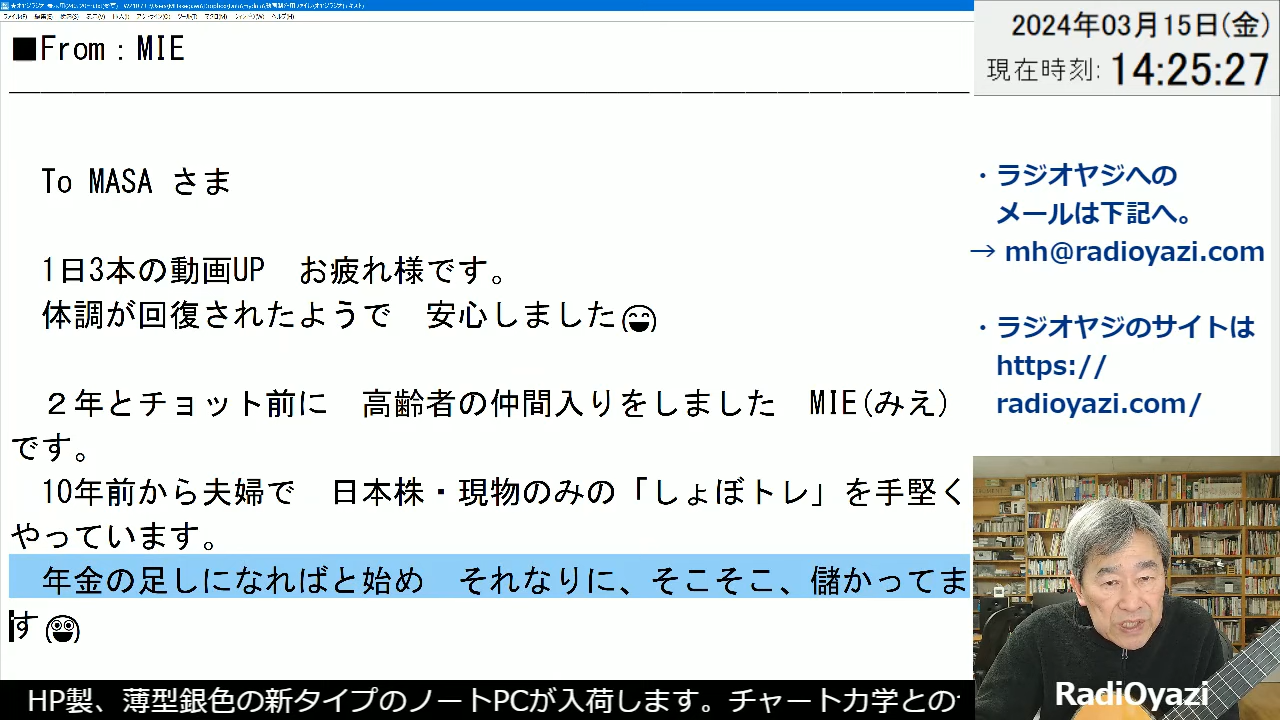 ■From：MIE
To MASA さま
1日3本の動画UP　お疲れ様です。
体調が回復されたようで　安心しました😄
２年とチョット前に　高齢者の仲間入りをしました　MIE(みえ)
です。
10年前から夫婦で　日本株・現物のみの「しょぼトレ」を手堅く
やっています。
年金の足しになればと始め　それなりに、そこそこ、儲かってま
す😀
2024年03月15日(金)
現在時刻: 14:25:27
・ラジオヤジへの
メールは下記へ。
→ mh@radioyazi.com
・ラジオヤジのサイトは
https://
radioyazi.com/
RadiOyazi
HP製、薄型銀色の新タイプのノートPCが入荷します。チャート力学との